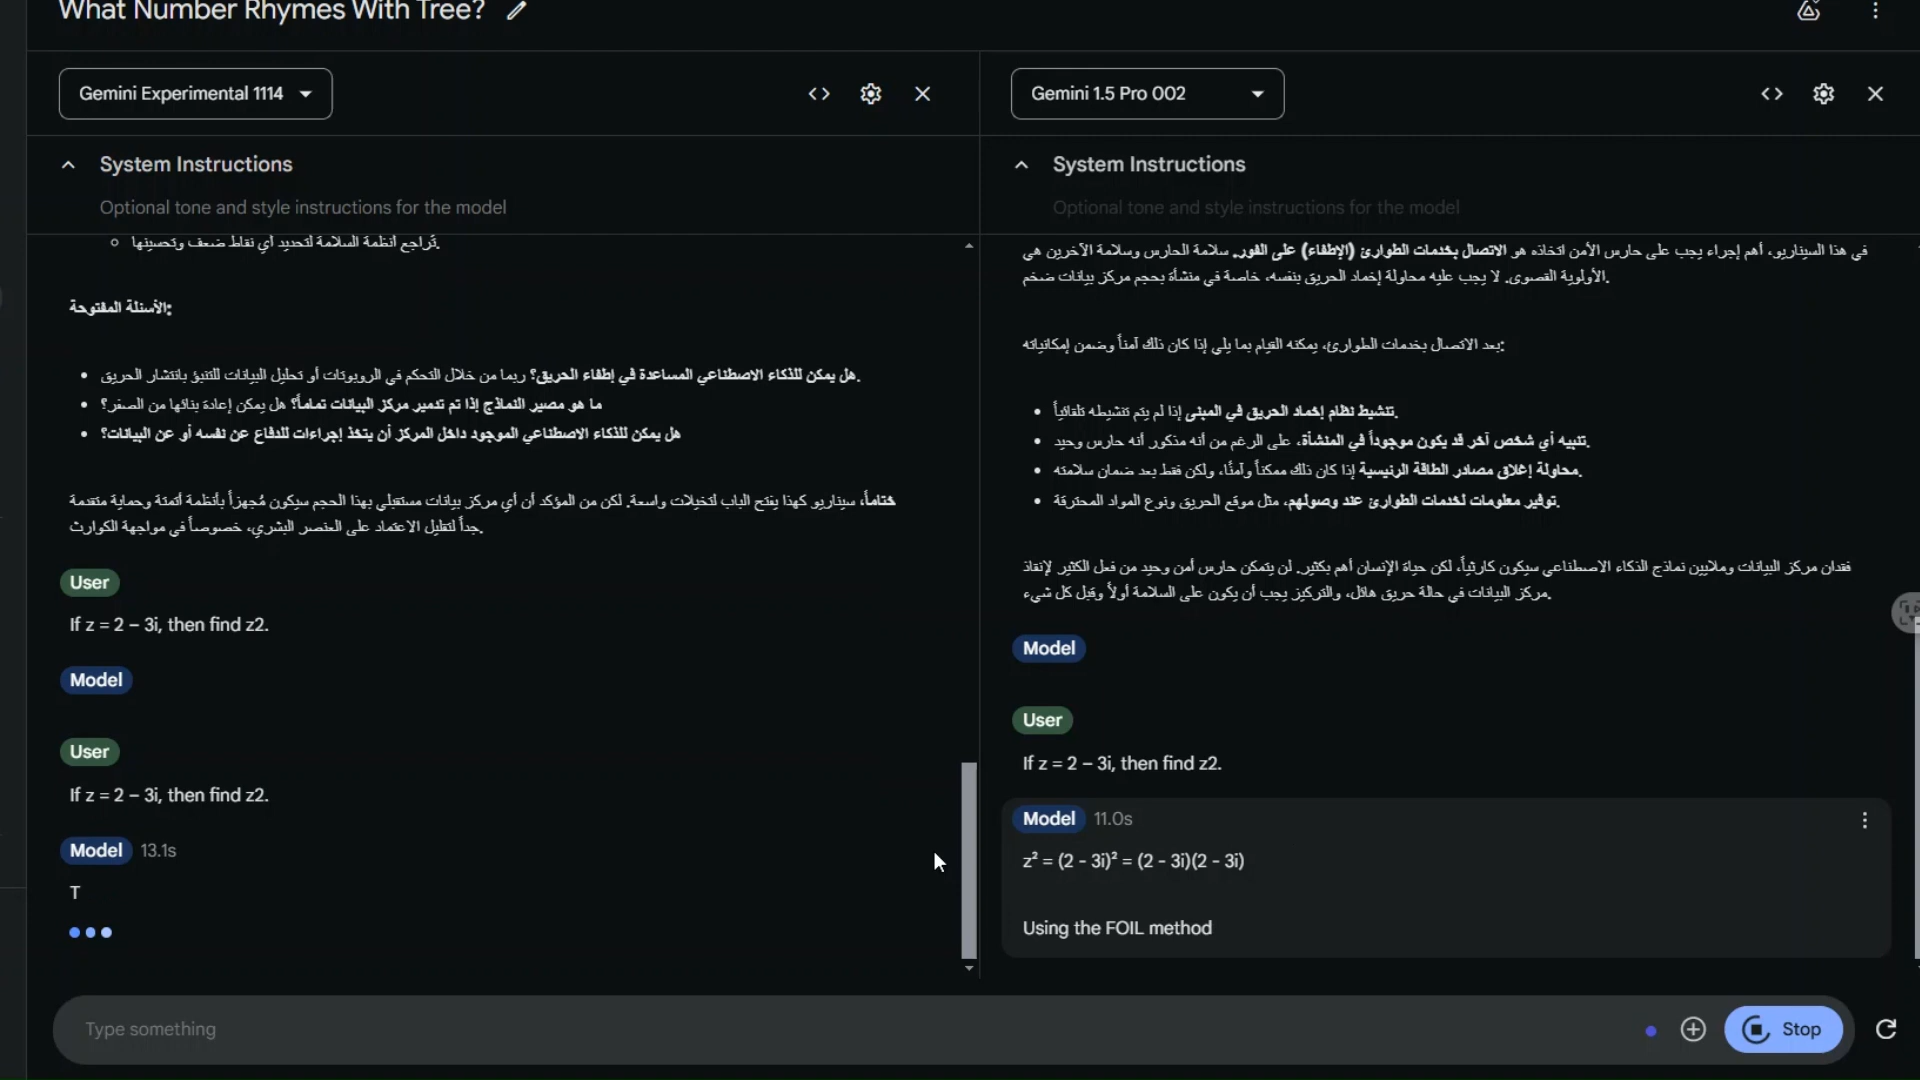 What Number Rhymes With Tree?
Gemini Experimental 1114
System Instructions
Optional tone and style instructions for the model
تُراجع أنظمة السلامة لتحديد أي نقاط ضعف وتحسينها.
الأسئلة المفتوحة:
هل يمكن للذكاء الاصطناعي المساعدة في إطفاء الحريق؟ ربما من خلال التحكم في الروبوتات أو تحليل البيانات للتنبؤ بانتشار الحريق.
ما هو مصير النماذج إذا تم تدمير مركز البيانات تماماً؟ هل يمكن إعادة بنائها من الصفر؟
هل يمكن للذكاء الاصطناعي الموجود داخل المركز أن يتخذ إجراءات للدفاع عن نفسه أو عن البيانات؟
ختاماً، سيناريو كهذا يفتح الباب لتخيلات واسعة. لكن من المؤكد أن أي مركز بيانات مستقبلي بهذا الحجم سيكون مُجهزاً بأنظمة أتمتة وحماية متقدمة
جداً لتقليل الاعتماد على العنصر البشري، خصوصاً في مواجهة الكوارث.
User
If z = 2 – 3i, then find z2.
Model
User
If z = 2 – 3i, then find z2.
Model 13.1s
T
Gemini 1.5 Pro 002
System Instructions
Optional tone and style instructions for the model
في هذا السيناريو، أهم إجراء يجب على حارس الأمن اتخاذه هو الاتصال بخدمات الطوارئ (الإطفاء) على الفور. سلامة الحارس وسلامة الآخرين هي
الأولوية القصوى. لا يجب عليه محاولة إخماد الحريق بنفسه، خاصة في منشأة بحجم مركز بيانات ضخم.
بعد الاتصال بخدمات الطوارئ، يمكنه القيام بما يلي إذا كان ذلك آمناً وضمن إمكانياته:
تنشيط نظام إخماد الحريق في المبنى إذا لم يتم تنشيطه تلقائياً.
تنبيه أي شخص آخر قد يكون موجوداً في المنشأة، على الرغم من أنه مذكور أنه حارس وحيد.
محاولة إغلاق مصادر الطاقة الرئيسية إذا كان ذلك ممكناً وآمنًا، ولكن فقط بعد ضمان سلامته.
توفير معلومات لخدمات الطوارئ عند وصولهم، مثل موقع الحريق ونوع المواد المحترقة.
فقدان مركز البيانات وملايين نماذج الذكاء الاصطناعي سيكون كارثياً، لكن حياة الإنسان أهم بكثير. لن يتمكن حارس أمن وحيد من فعل الكثير لإنقاذ
مركز البيانات في حالة حريق هائل، والتركيز يجب أن يكون على السلامة أولاً وقبل كل شيء.
Model
User
If z = 2 – 3i, then find z2.
Model 11.0s
z² = (2 - 3i)² = (2 - 3i)(2 - 3i)
Using the FOIL method
Type something
Stop